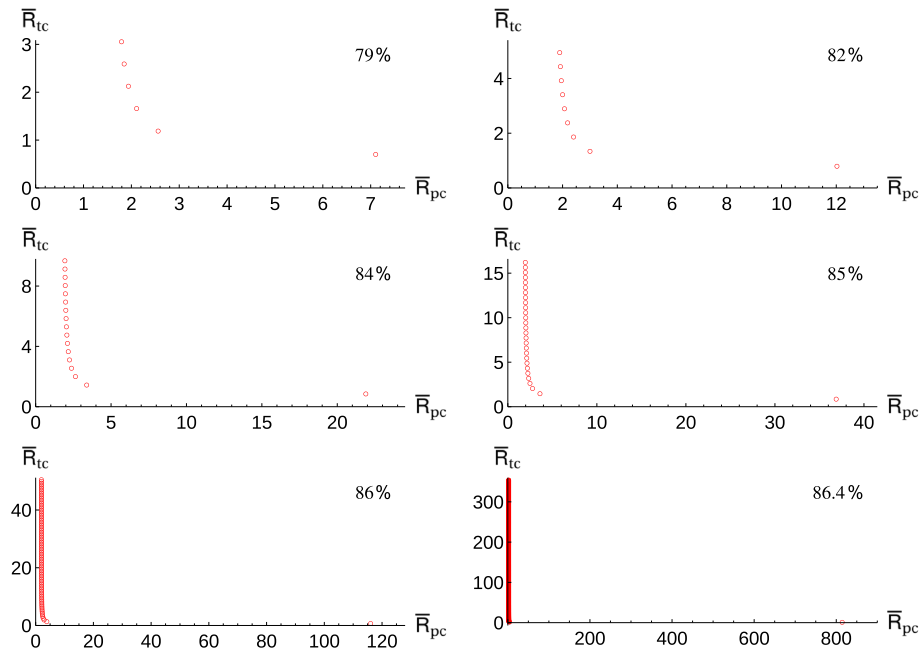 R̅tc
79%
3
2
1
0
0 1 2 3 4 5 6 7 R̅pc
R̅tc
82%
4
2
0
0 2 4 6 8 10 12 R̅pc
R̅tc
84%
8
4
0
0 5 10 15 20 R̅pc
R̅tc
85%
15
10
5
0
0 10 20 30 40 R̅pc
R̅tc
86%
40
20
0
0 20 40 60 80 100 120 R̅pc
R̅tc
86.4%
300
200
100
0
200 400 600 800 R̅pc